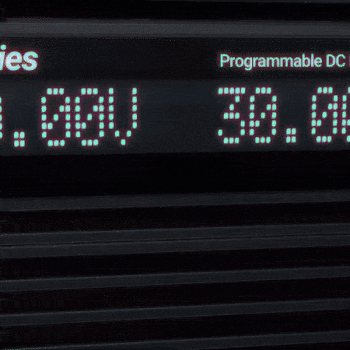 ies Programmable DC
.00V 30.0